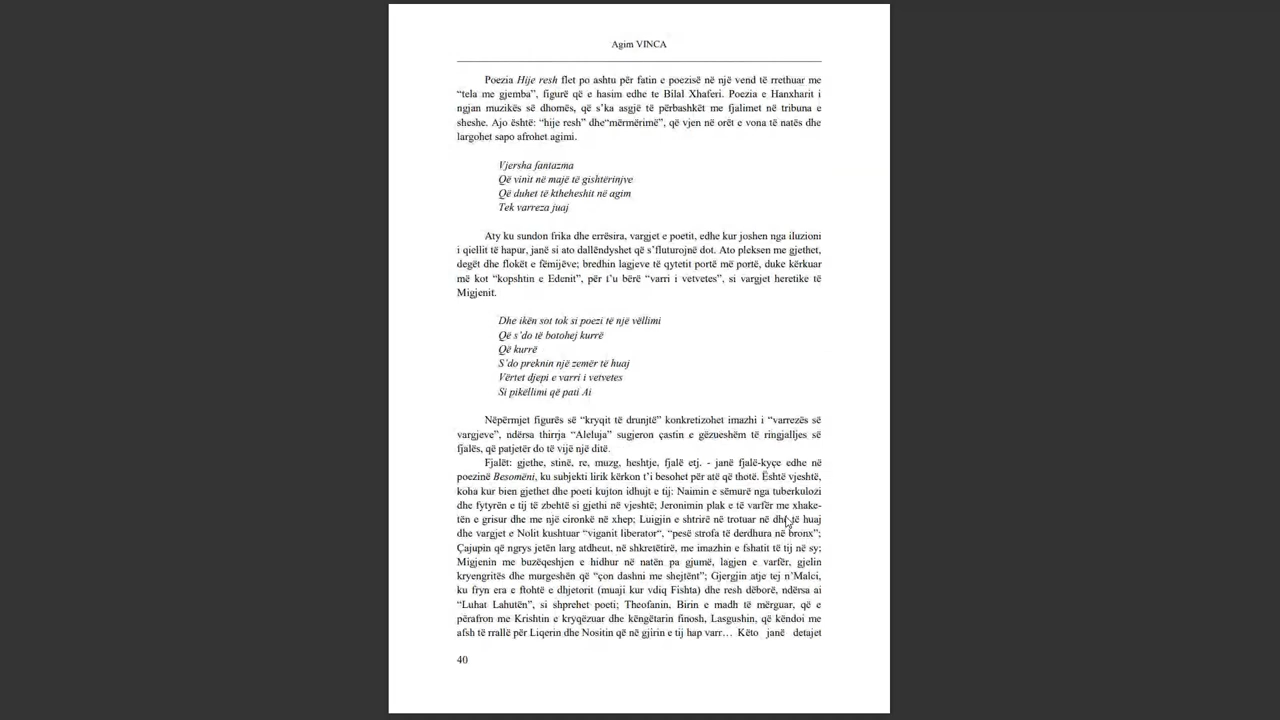 Agim VINCA
Poezia Hije resh flet po ashtu për fatin e poezisë në një vend të rrethuar me
“tela me gjemba”, figurë që e hasim edhe te Bilal Xhaferi. Poezia e Hanxharit i
ngjan muzikës së dhomës, që s’ka asgjë të përbashkët me fjalimet në tribuna e
sheshe. Ajo është: “hije resh” dhe“mërmërimë”, që vjen në orët e vona të natës dhe
largohet sapo afrohet agimi.
Vjersha fantazma
Që vinit në majë të gishtërinjve
Që duhet të ktheheshit në agim
Tek varreza juaj
Aty ku sundon frika dhe errësira, vargjet e poetit, edhe kur joshen nga iluzioni
i qiellit të hapur, janë si ato dallëndyshet që s’fluturojnë dot. Ato pleksen me gjethet,
degët dhe flokët e fëmijëve; bredhin lagjeve të qytetit portë më portë, duke kërkuar
më kot “kopshtin e Edenit”, për t’u bërë “varri i vetvetes”, si vargjet heretike të
Migjenit.
Dhe ikën sot tok si poezi të një vëllimi
Që s’do të botohej kurrë
Që kurrë
S’do preknin një zemër të huaj
Vërtet djepi e varri i vetvetes
Si pikëllimi që pati Ai
Nëpërmjet figurës së “kryqit të drunjtë” konkretizohet imazhi i “varrezës së
vargjeve”, ndërsa thirrja “Aleluja” sugjeron çastin e gëzueshëm të ringjalljes së
fjalës, që patjetër do të vijë një ditë.
Fjalët: gjethe, stinë, re, muzg, heshtje, fjalë etj. - janë fjalë-kyçe edhe në
poezinë Besomëni, ku subjekti lirik kërkon t’i besohet për atë që thotë. Është vjeshtë,
koha kur bien gjethet dhe poeti kujton idhujt e tij: Naimin e sëmurë nga tuberkulozi
dhe fytyrën e tij të zbehtë si gjethi në vjeshtë; Jeronimin plak e të varfër me xhake-
tën e grisur dhe me një cironkë në xhep; Luigjin e shtrirë në trotuar në dhe të huaj
dhe vargjet e Nolit kushtuar “viganit liberator“, “pesë strofa të derdhura në bronx”;
Çajupin që ngrys jetën larg atdheut, në shkretëtirë, me imazhin e fshatit të tij në sy;
Migjenin me buzëqeshjen e hidhur në natën pa gjumë, lagjen e varfër, gjelin
kryengritës dhe murgeshën që “çon dashni me shejtënt”; Gjergjin atje tej n’Malci,
ku fryn era e ftohtë e dhjetorit (muaji kur vdiq Fishta) dhe resh dëborë, ndërsa ai
“Luhat Lahutën”, si shprehet poeti; Theofanin, Birin e madh të mërguar, që e
përafron me Krishtin e kryqëzuar dhe këngëtarin finosh, Lasgushin, që këndoi me
afsh të rrallë për Liqerin dhe Nositin që në gjirin e tij hap varr… Këto janë detajet
40